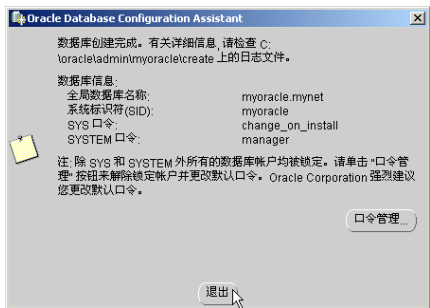 Oracle Database Configuration Assistant
数据库创建完成。有关详细信息,请检查 C:
\oracle\admin\myoracle\create 上的日志文件。
数据库信息:
全局数据库名称: myoracle.mynet
系统标识符(SID): myoracle
SYS 口令: change_on_install
SYSTEM 口令: manager
注: 除 SYS 和 SYSTEM 外所有的数据库帐户均被锁定。请单击 "口令管
理" 按钮来解除锁定帐户并更改默认口令。Oracle Corporation 强烈建议
您更改默认口令。
口令管理...
退出